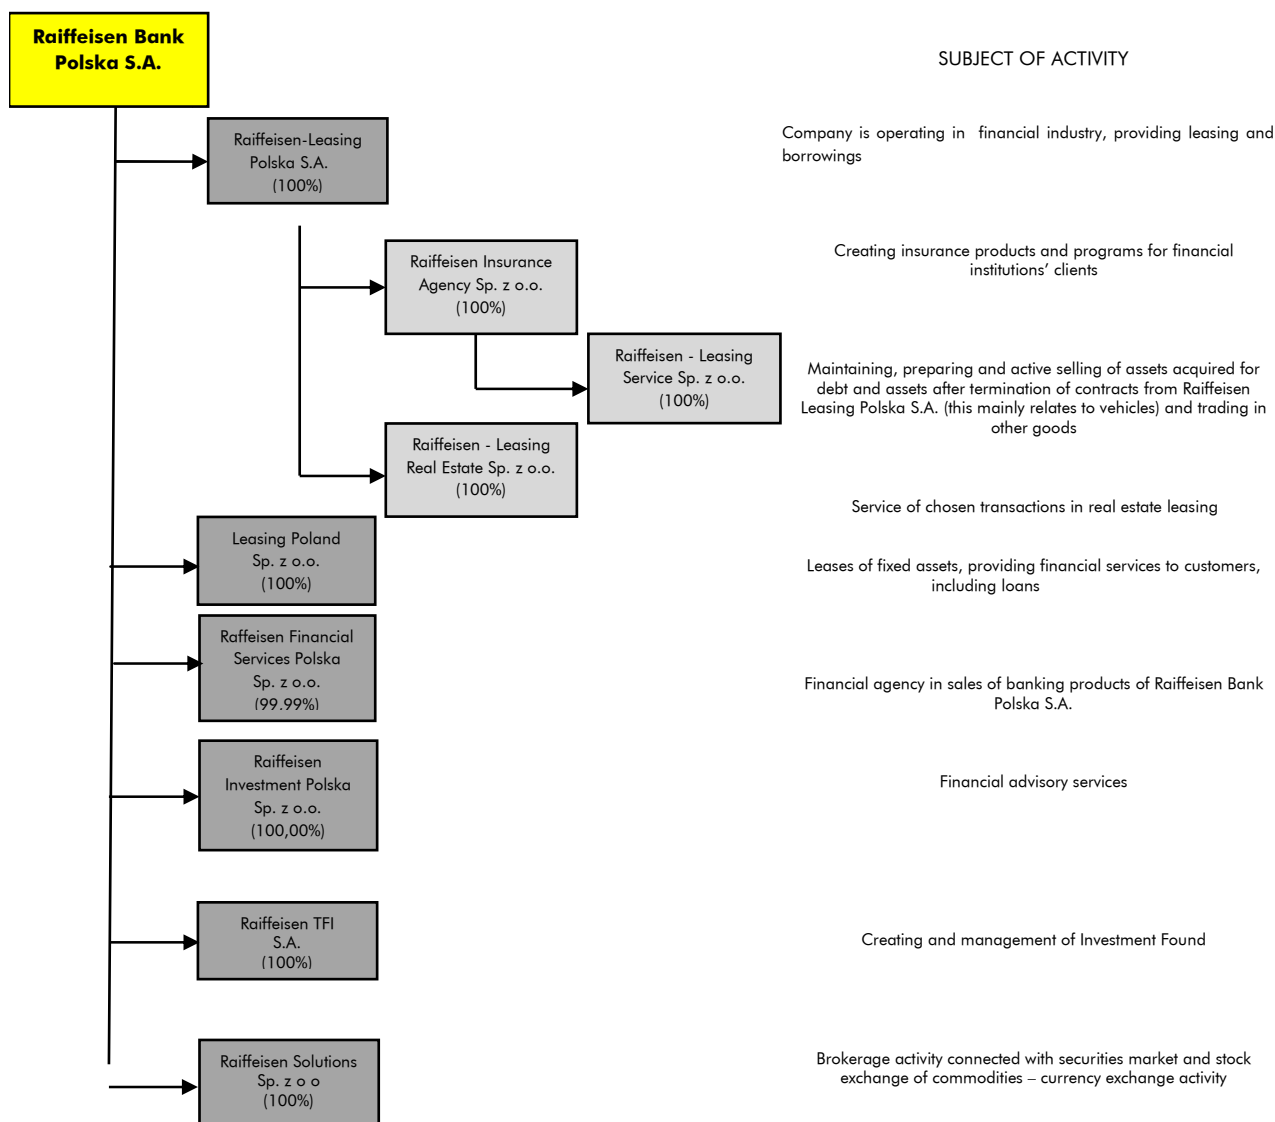 Raiffeisen Bank
Polska S.A.
SUBJECT OF ACTIVITY
Raiffeisen-Leasing
Polska S.A.
(100%)
Company is operating in financial industry, providing leasing and
borrowings
Raiffeisen Insurance
Agency Sp. z o.o.
(100%)
Creating insurance products and programs for financial
institutions’ clients
Raiffeisen - Leasing
Service Sp. z o.o.
(100%)
Maintaining, preparing and active selling of assets acquired for
debt and assets after termination of contracts from Raiffeisen
Leasing Polska S.A. (this mainly relates to vehicles) and trading in
other goods
Raiffeisen - Leasing
Real Estate Sp. z o.o.
(100%)
Service of chosen transactions in real estate leasing
Leasing Poland
Sp. z o.o.
(100%)
Leases of fixed assets, providing financial services to customers,
including loans
Raffeisen Financial
Services Polska
Sp. z o.o.
(99.99%)
Financial agency in sales of banking products of Raiffeisen Bank
Polska S.A.
Raiffeisen
Investment Polska
Sp. z o.o.
(100,00%)
Financial advisory services
Raiffeisen TFI
S.A.
(100%)
Creating and management of Investment Found
Raiffeisen Solutions
Sp. z o o
(100%)
Brokerage activity connected with securities market and stock
exchange of commodities – currency exchange activity